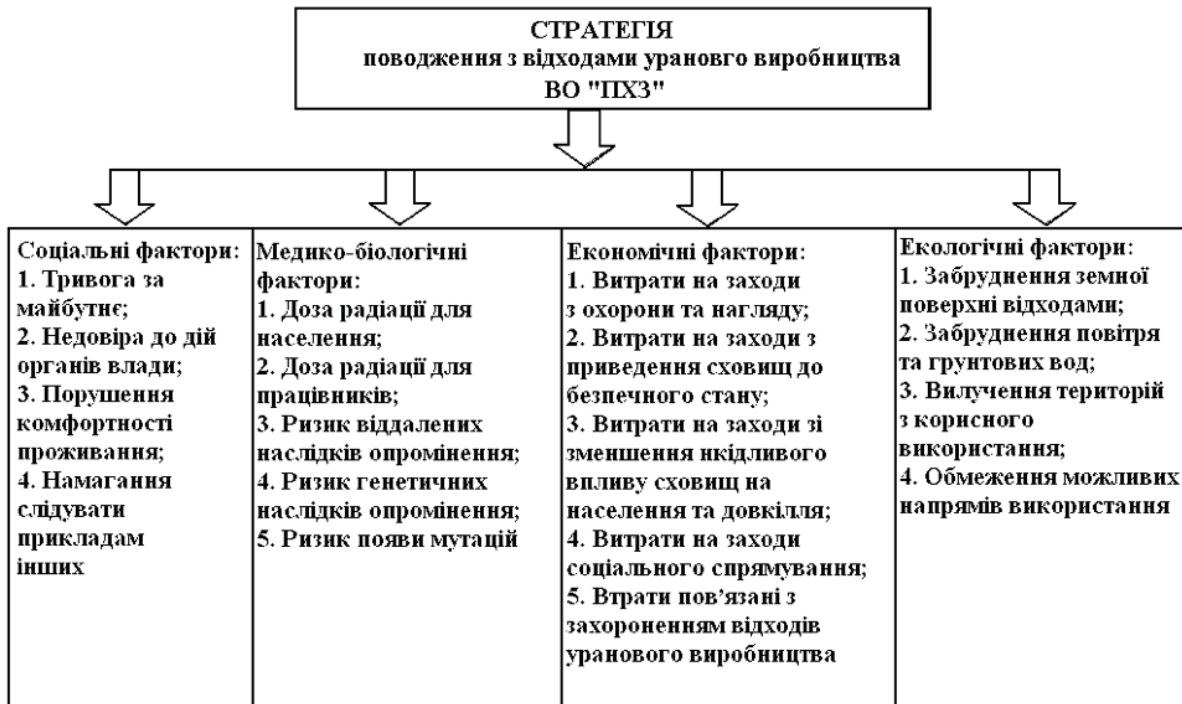 СТРАТЕГІЯ
поводження з відходами урановго виробництва
ВО "ПХЗ"
Соціальні фактори:
1. Тривога за
майбутнє;
2. Недовіра до дій
органів влади;
3. Порушення
комфортності
проживання;
4. Намагання
слідувати
прикладам
інших
Медико-біологічні
фактори:
1. Доза радіації для
населення;
2. Доза радіації для
працівників;
3. Ризик віддалених
наслідків опромінення;
4. Ризик генетичних
наслідків опромінення;
5. Ризик появи мутацій
Економічні фактори:
1. Витрати на заходи
з охорони та нагляду;
2. Витрати на заходи з
приведення сховищ до
безпечного стану;
3. Витрати на заходи зі
зменшення нкідливого
впливу сховищ на
населення та довкілля;
4. Витрати на заходи
соціального спрямування;
5. Втрати пов’язані з
захороненням відходів
уранового виробництва
Екологічні фактори:
1. Забруднення земної
поверхні відходами;
2. Забруднення повітря
та грунтових вод;
3. Вилучення територій
з корисного
використання;
4. Обмеження можливих
напрямів використання